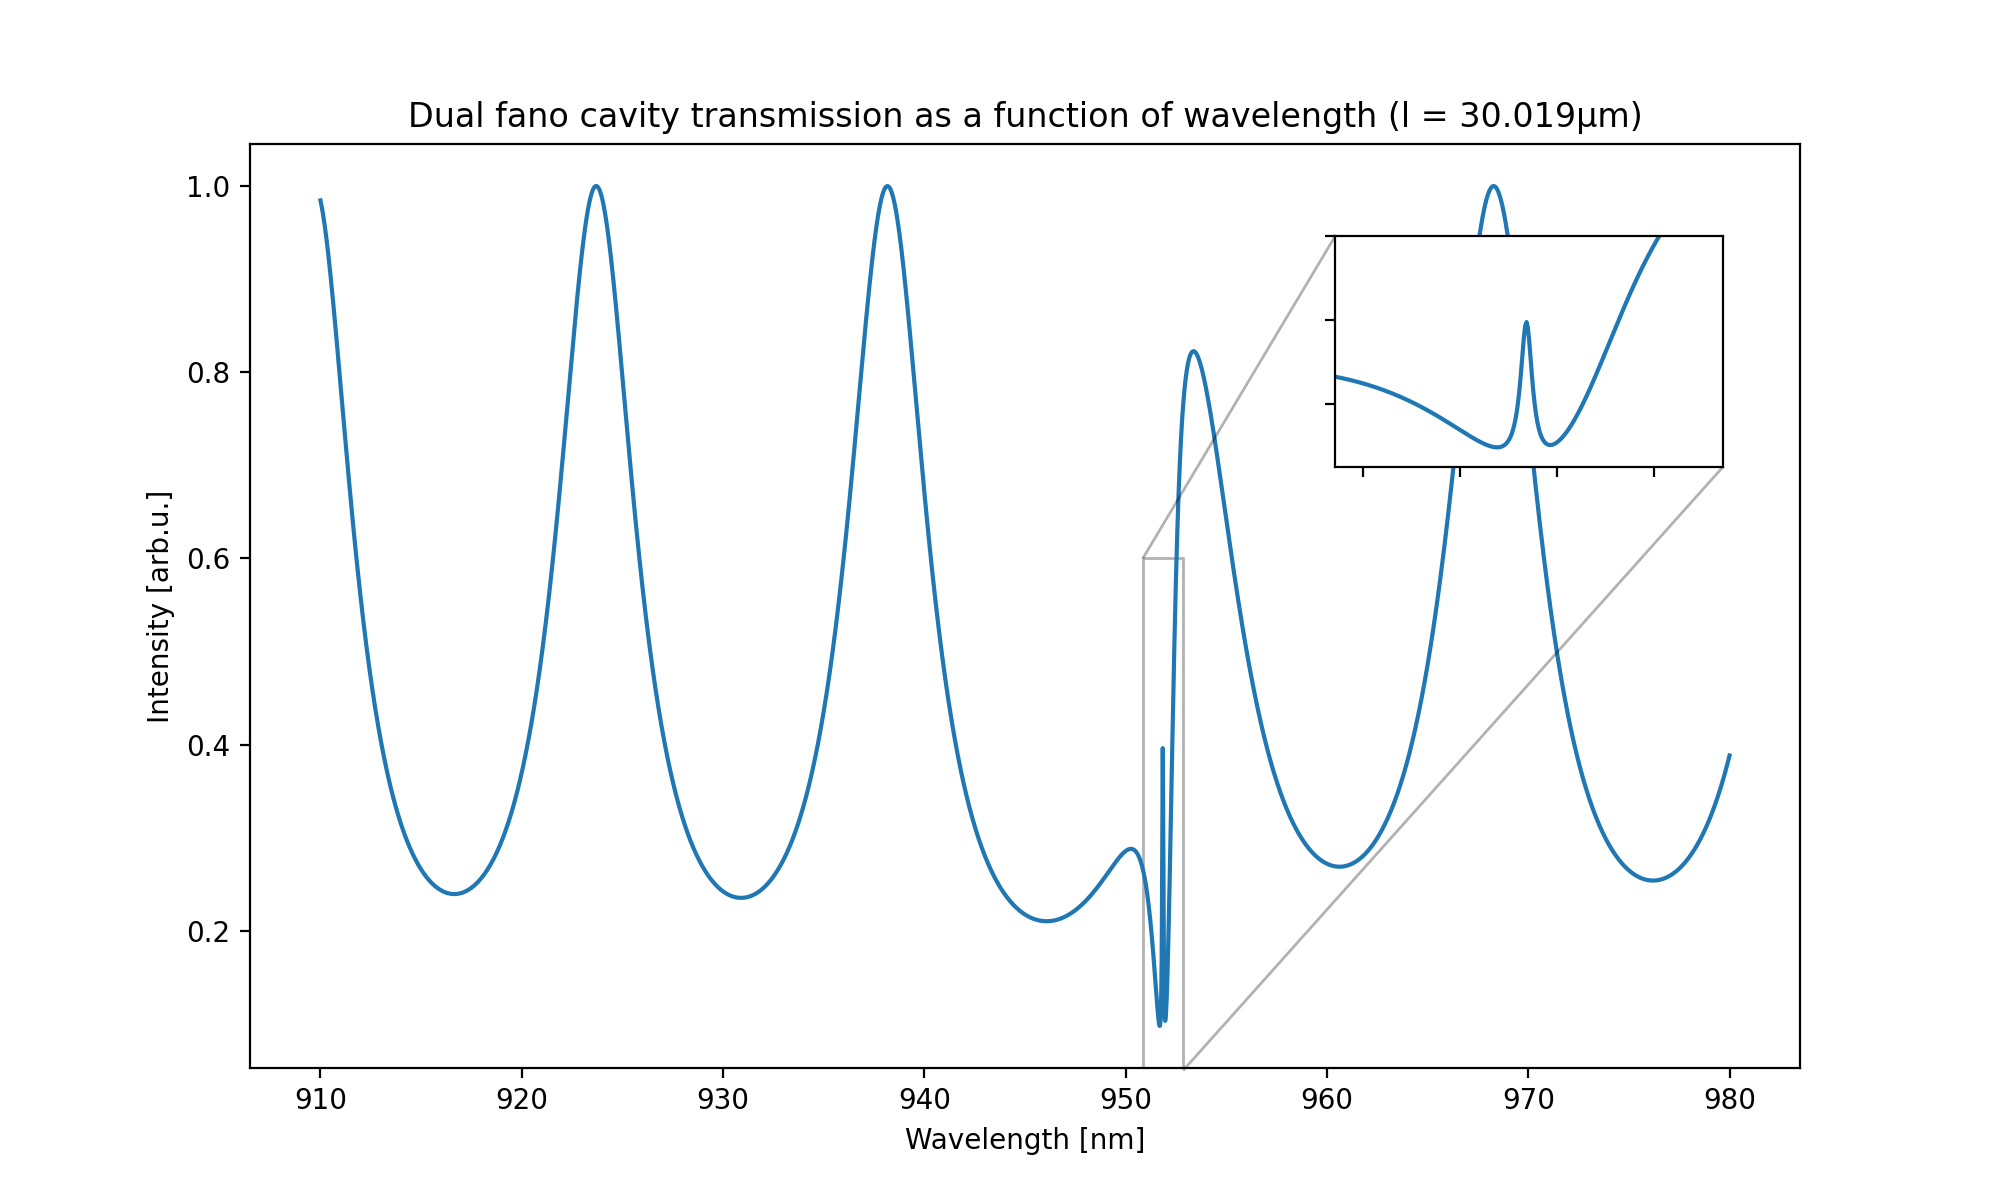 Dual fano cavity transmission as a function of wavelength (l = 30.019μm)
1.0
0.8
0.6
0.4
0.2
Intensity [arb.u.]
910 920 930 940 950 960 970 980
Wavelength [nm]